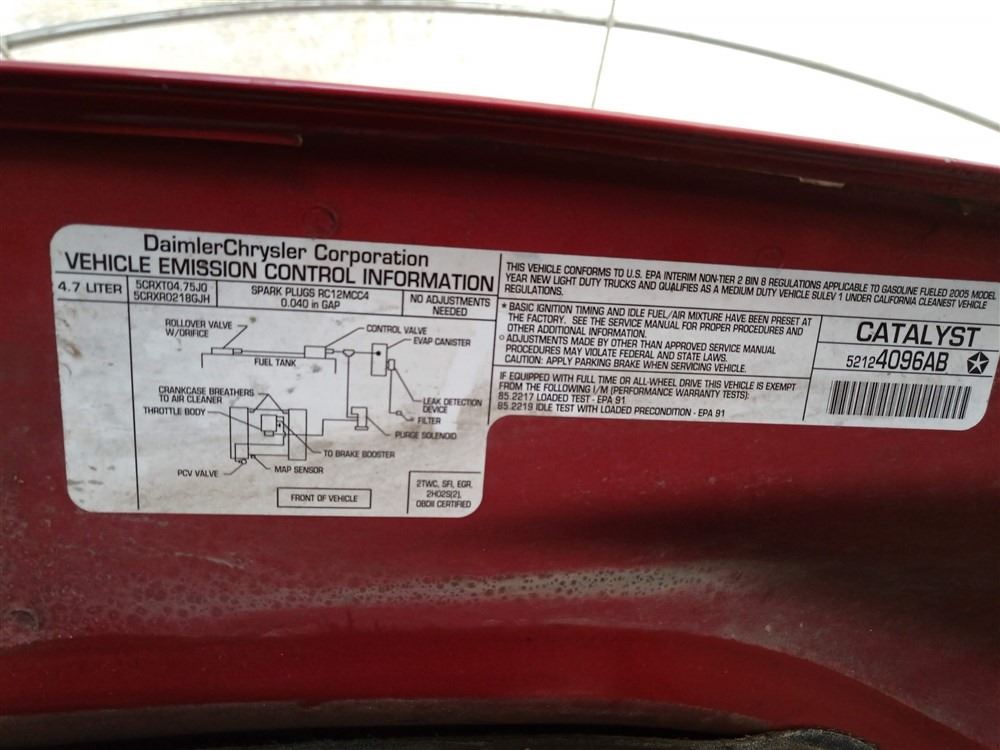 DaimlerChrysler Corporation
VEHICLE EMISSION CONTROL INFORMATION
4.7 LITER
5CRXT04.75J0
5CRXR0218GJH
SPARK PLUGS RC12MCC4
0.040 in GAP
NO ADJUSTMENTS
NEEDED
ROLLOVER VALVE
W/ORIFICE
CONTROL VALVE
EVAP CANISTER
FUEL TANK
CRANKCASE BREATHERS
TO AIR CLEANER
THROTTLE BODY
LEAK DETECTION
DEVICE
FILTER
PURGE SOLENOID
TO BRAKE BOOSTER
MAP SENSOR
PCV VALVE
FRONT OF VEHICLE
2TWC, SFI, EGR,
2HO2S(2),
OBDII CERTIFIED
THIS VEHICLE CONFORMS TO U.S. EPA INTERIM NON-TIER 2 BIN 8 REGULATIONS APPLICABLE TO GASOLINE FUELED 2005 MODEL
YEAR NEW LIGHT DUTY TRUCKS AND QUALIFIES AS A MEDIUM DUTY VEHICLE SULEV 1 UNDER CALIFORNIA CLEANEST VEHICLE
REGULATIONS.
* BASIC IGNITION TIMING AND IDLE FUEL/AIR MIXTURE HAVE BEEN PRESET AT
THE FACTORY. SEE THE SERVICE MANUAL FOR PROPER PROCEDURES AND
OTHER ADDITIONAL INFORMATION.
° ADJUSTMENTS MADE BY OTHER THAN APPROVED SERVICE MANUAL
PROCEDURES MAY VIOLATE FEDERAL AND STATE LAWS.
CAUTION: APPLY PARKING BRAKE WHEN SERVICING VEHICLE.
IF EQUIPPED WITH FULL TIME OR ALL-WHEEL DRIVE THIS VEHICLE IS EXEMPT
FROM THE FOLLOWING I/M (PERFORMANCE WARRANTY TESTS):
85.2217 LOADED TEST - EPA 91
85.2219 IDLE TEST WITH LOADED PRECONDITION - EPA 91
CATALYST
52124096AB